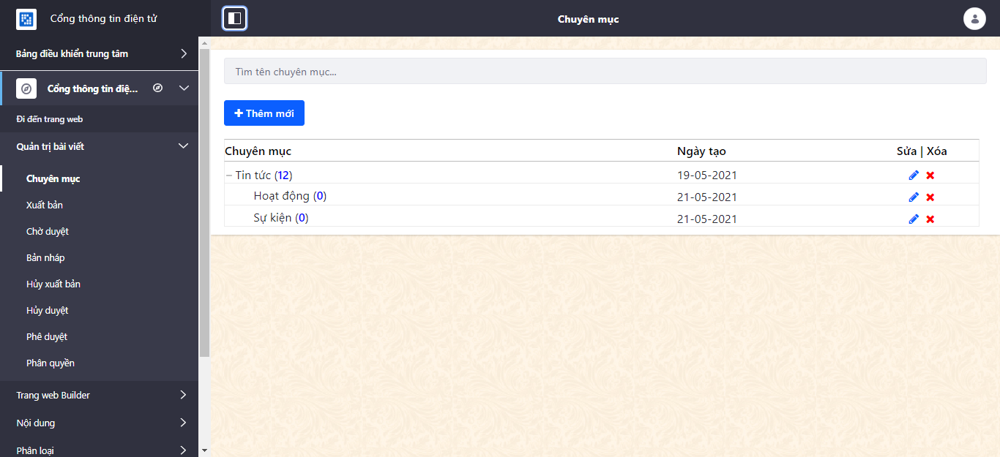 Cổng thông tin điện tử
Chuyên mục
Bảng điều khiển trung tâm
Cổng thông tin điệ...
Đi đến trang web
Quản trị bài viết
Chuyên mục
Xuất bản
Chờ duyệt
Bản nháp
Hủy xuất bản
Hủy duyệt
Phê duyệt
Phân quyền
Trang web Builder
Nội dung
Phân loại
Tìm tên chuyên mục...
Thêm mới
Chuyên mục Ngày tạo Sửa | Xóa
Tin tức (12) 19-05-2021
Hoạt động (0) 21-05-2021
Sự kiện (0) 21-05-2021